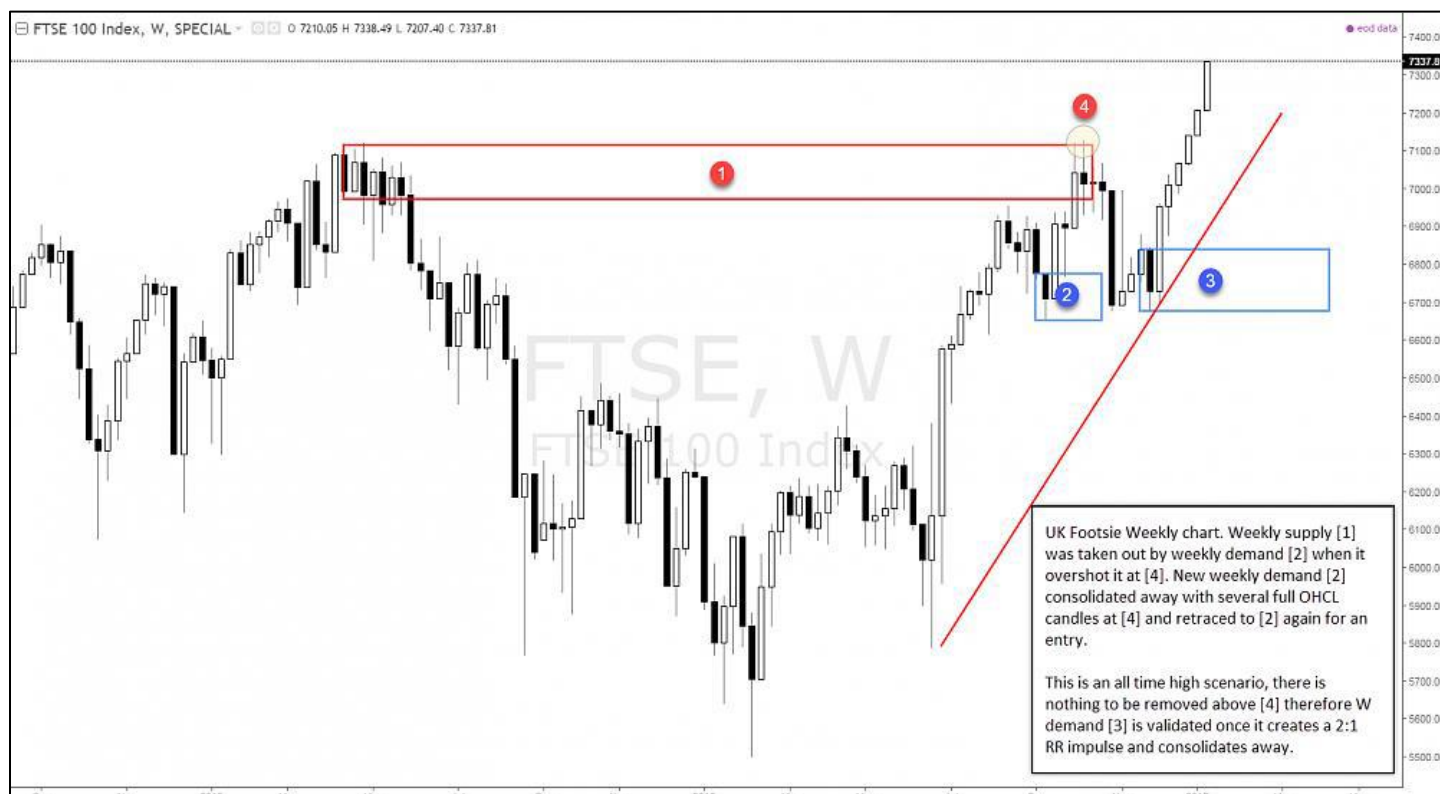 FTSE 100 Index, W, SPECIAL O 7210.05 H 7338.49 L 7207.40 C 7337.81
eod data
7400.0
7337.8
7300.0
7200.0
7100.0
7000.0
6900.0
6800.0
6700.0
6600.0
6500.0
6400.0
6300.0
6200.0
6100.0
6000.0
5900.0
5800.0
5700.0
5600.0
5500.0
4
1
2
3
FTSE, W
FTSE 100 Index
UK Footsie Weekly chart. Weekly supply [1]
was taken out by weekly demand [2] when it
overshot it at [4]. New weekly demand [2]
consolidated away with several full OHCL
candles at [4] and retraced to [2] again for an
entry.
This is an all time high scenario, there is
nothing to be removed above [4] therefore W
demand [3] is validated once it creates a 2:1
RR impulse and consolidates away.